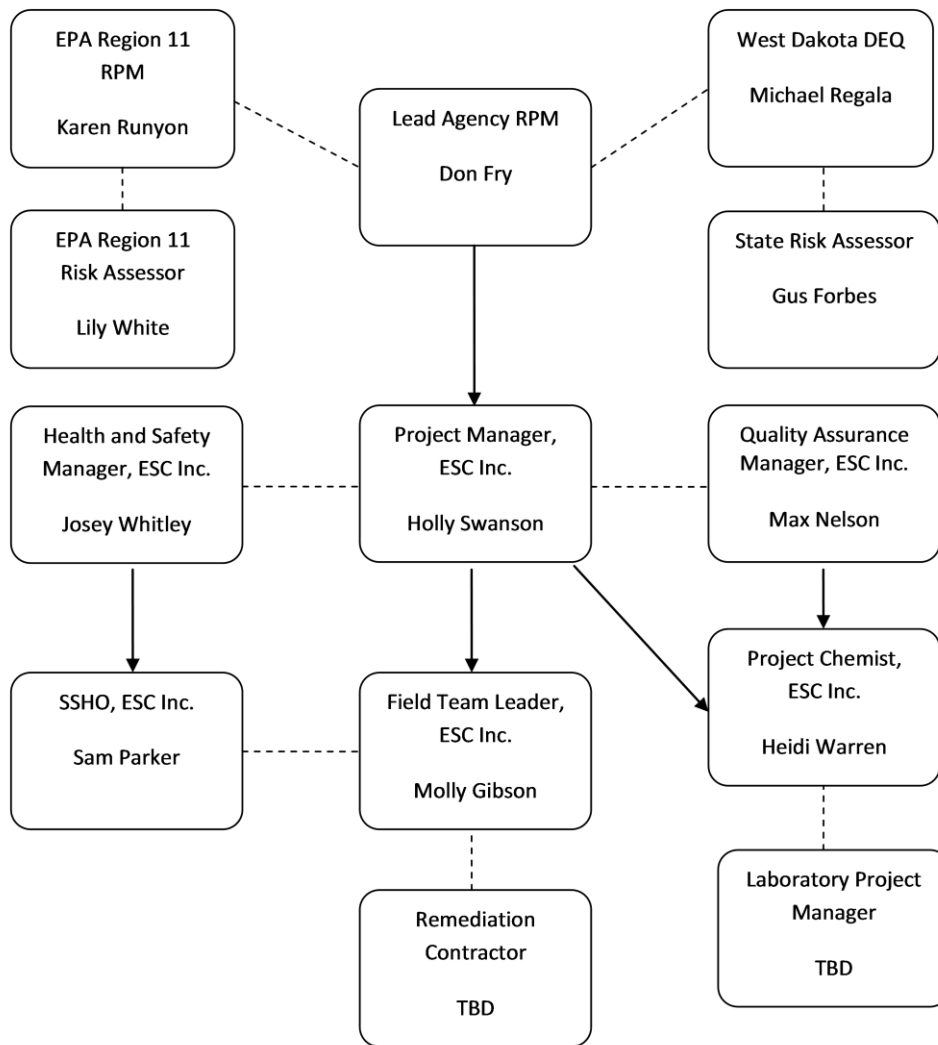 EPA Region 11
RPM
Karen Runyon
Lead Agency RPM
Don Fry
West Dakota DEQ
Michael Regala
EPA Region 11
Risk Assessor
Lily White
State Risk Assessor
Gus Forbes
Health and Safety
Manager, ESC Inc.
Josey Whitley
Project Manager,
ESC Inc.
Holly Swanson
Quality Assurance
Manager, ESC Inc.
Max Nelson
SSHO, ESC Inc.
Sam Parker
Field Team Leader,
ESC Inc.
Molly Gibson
Project Chemist,
ESC Inc.
Heidi Warren
Remediation
Contractor
TBD
Laboratory Project
Manager
TBD